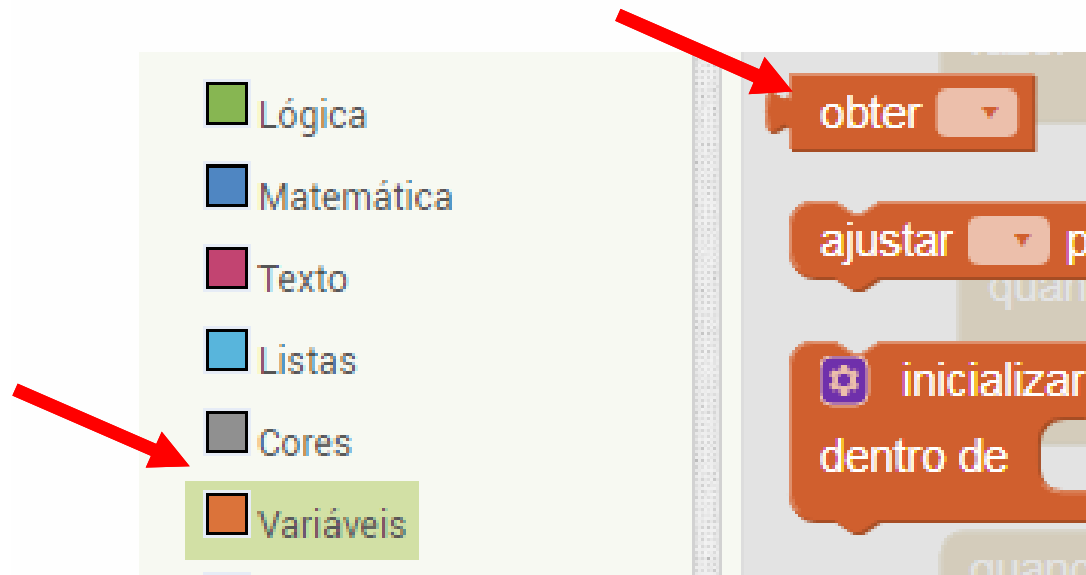 Lógica
Matemática
Texto
Listas
Cores
Variáveis
obter
ajustar
inicializar
dentro de